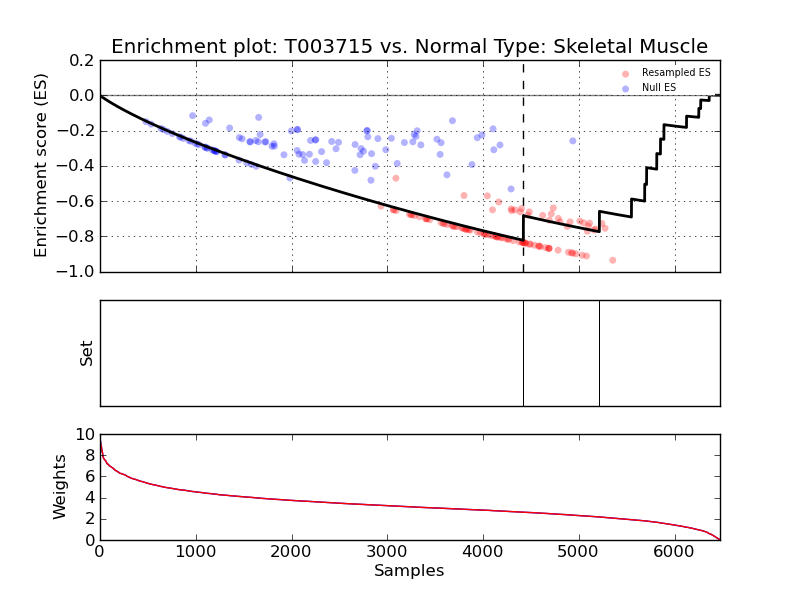 Enrichment plot: T003715 vs. Normal Type: Skeletal Muscle
Enrichment score (ES)
0.2
0.0
−0.2
−0.4
−0.6
−0.8
−1.0
Resampled ES
Null ES
Set
Weights
10
8
6
4
2
0
0 1000 2000 3000 4000 5000 6000
Samples